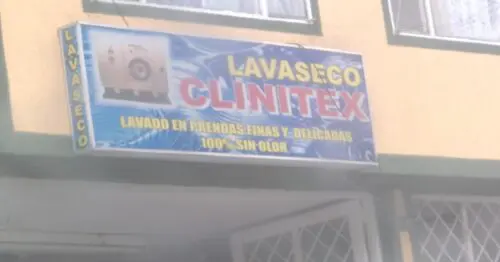 LAVASECO
LAVASECO
CLINITEX
LAVADO EN PRENDAS FINAS Y DELICADAS
100% SIN OLOR